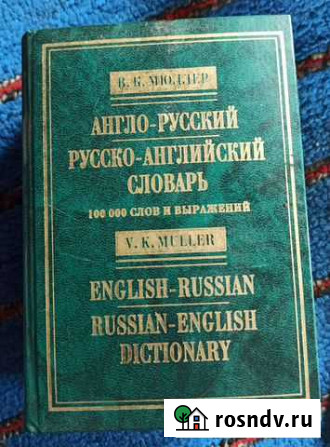 В. К. МЮЛЛЕР
АНГЛО-РУССКИЙ
РУССКО-АНГЛИЙСКИЙ
СЛОВАРЬ
100 000 СЛОВ И ВЫРАЖЕНИЙ
V. K. MULLER
ENGLISH-RUSSIAN
RUSSIAN-ENGLISH
DICTIONARY
rosndv.ru